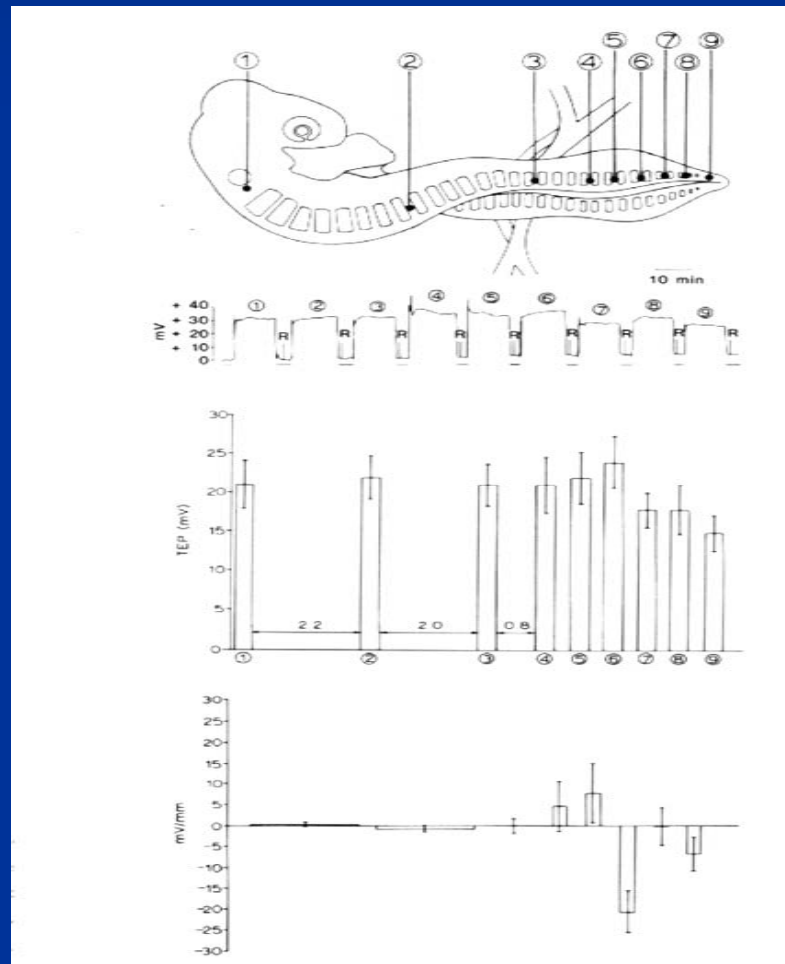 ⑤ ⑦ ⑨
① ② ③ ④ ⑥ ⑧
10 min
+ 40
+ 30
+ 20
+ 10
0
mV
① ② ③ ④ ⑤ ⑥ ⑦ ⑧ ⑨
R R R R R R R R R
30
25
20
15
10
5
0
TEP (mV)
2 2 2 0 0 8
① ② ③ ④ ⑤ ⑥ ⑦ ⑧ ⑨
30
25
20
15
10
5
0
-5
-10
-15
-20
-25
-30
mV/mm